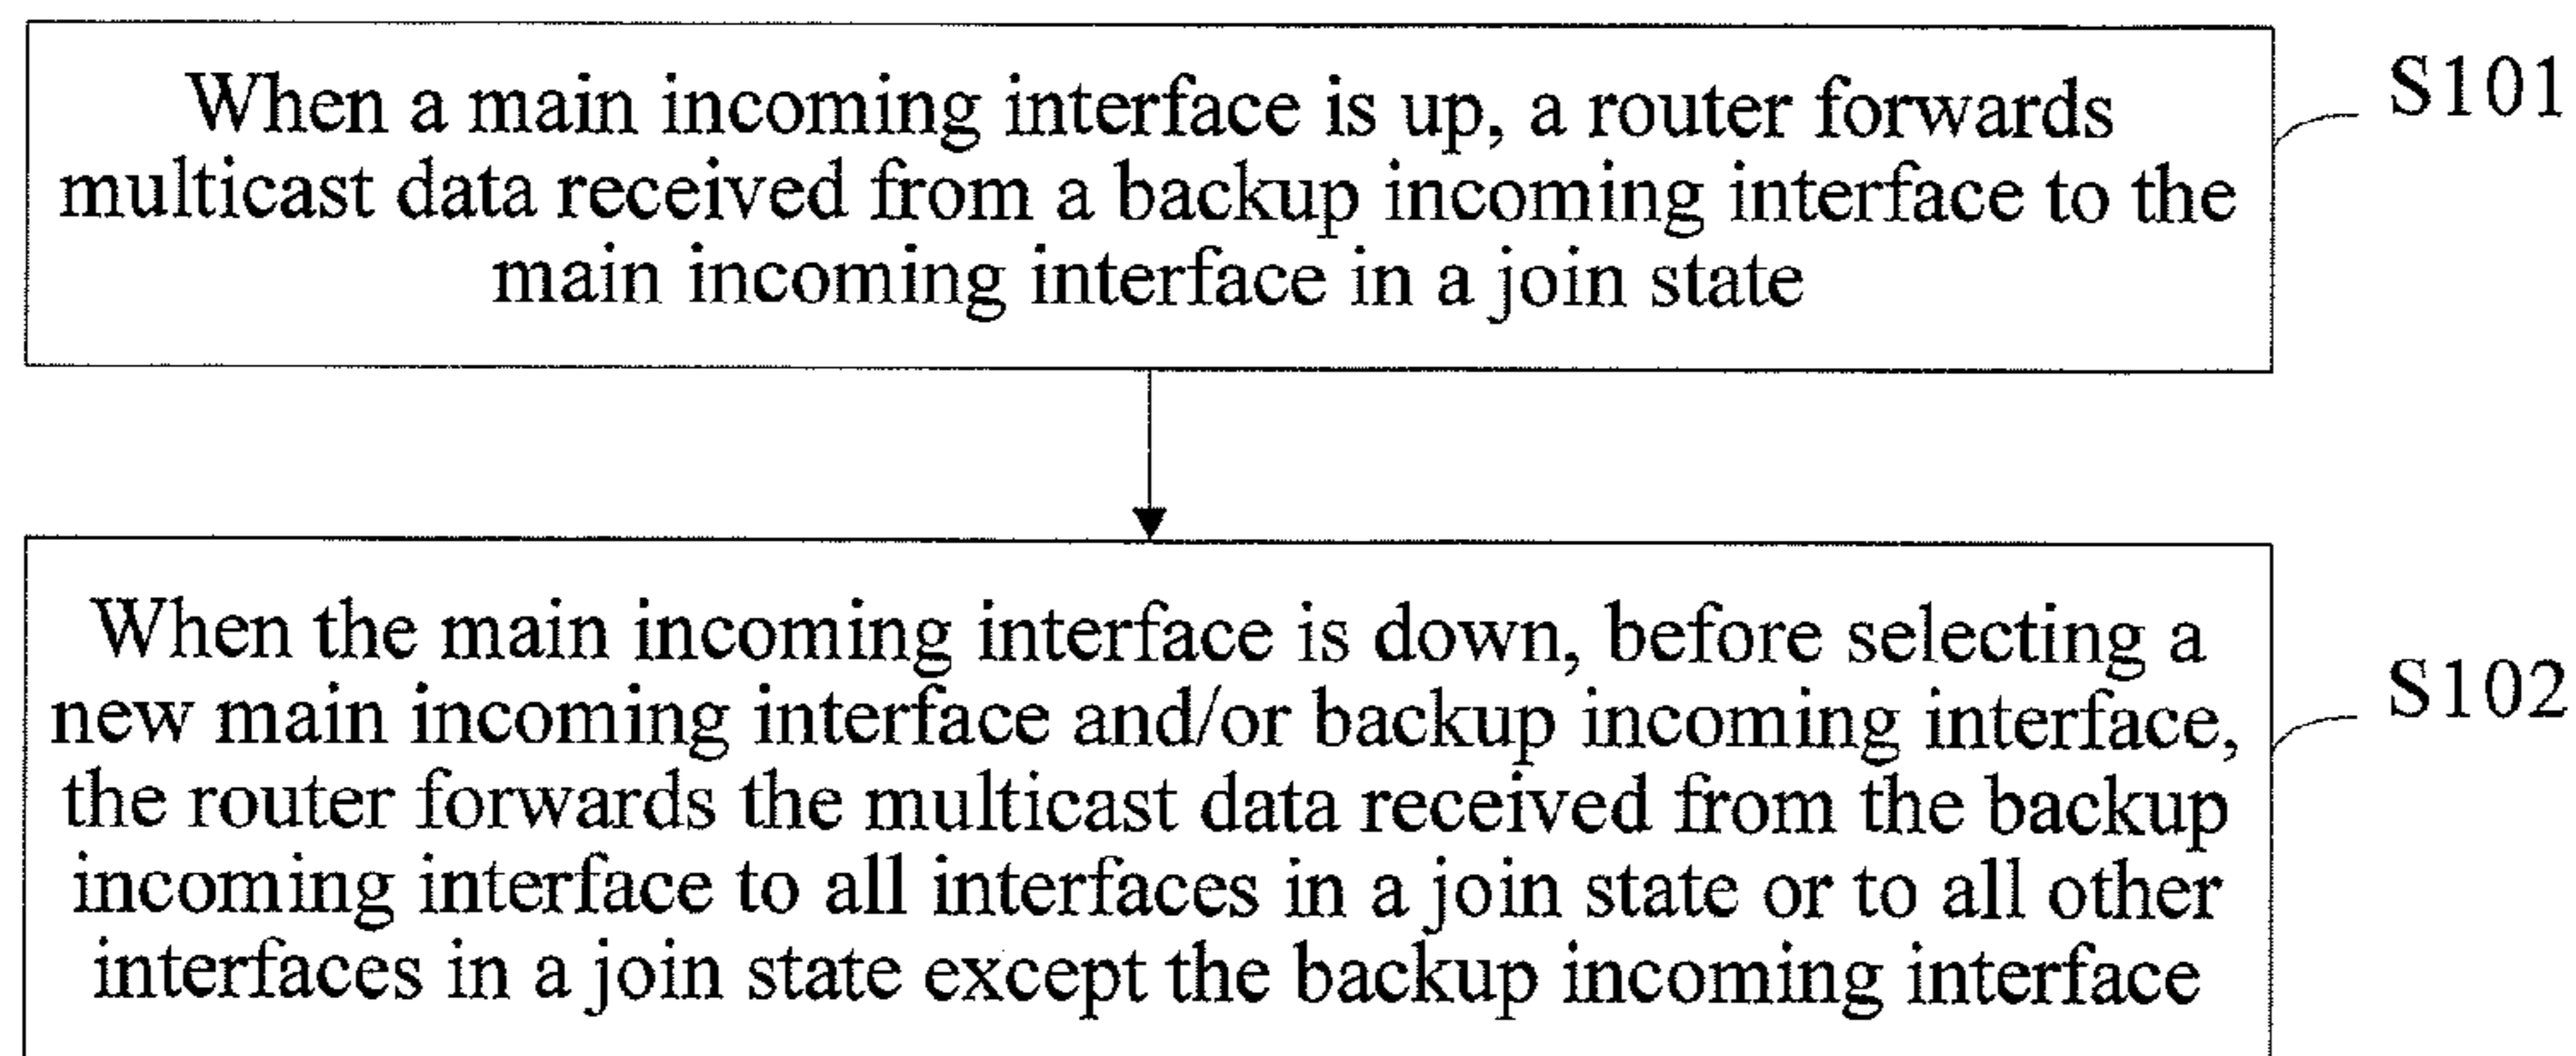 When a main incoming interface is up, a router forwards
multicast data received from a backup incoming interface to the
main incoming interface in a join state
S101
When the main incoming interface is down, before selecting a
new main incoming interface and/or backup incoming interface,
the router forwards the multicast data received from the backup
incoming interface to all interfaces in a join state or to all other
interfaces in a join state except the backup incoming interface
S102